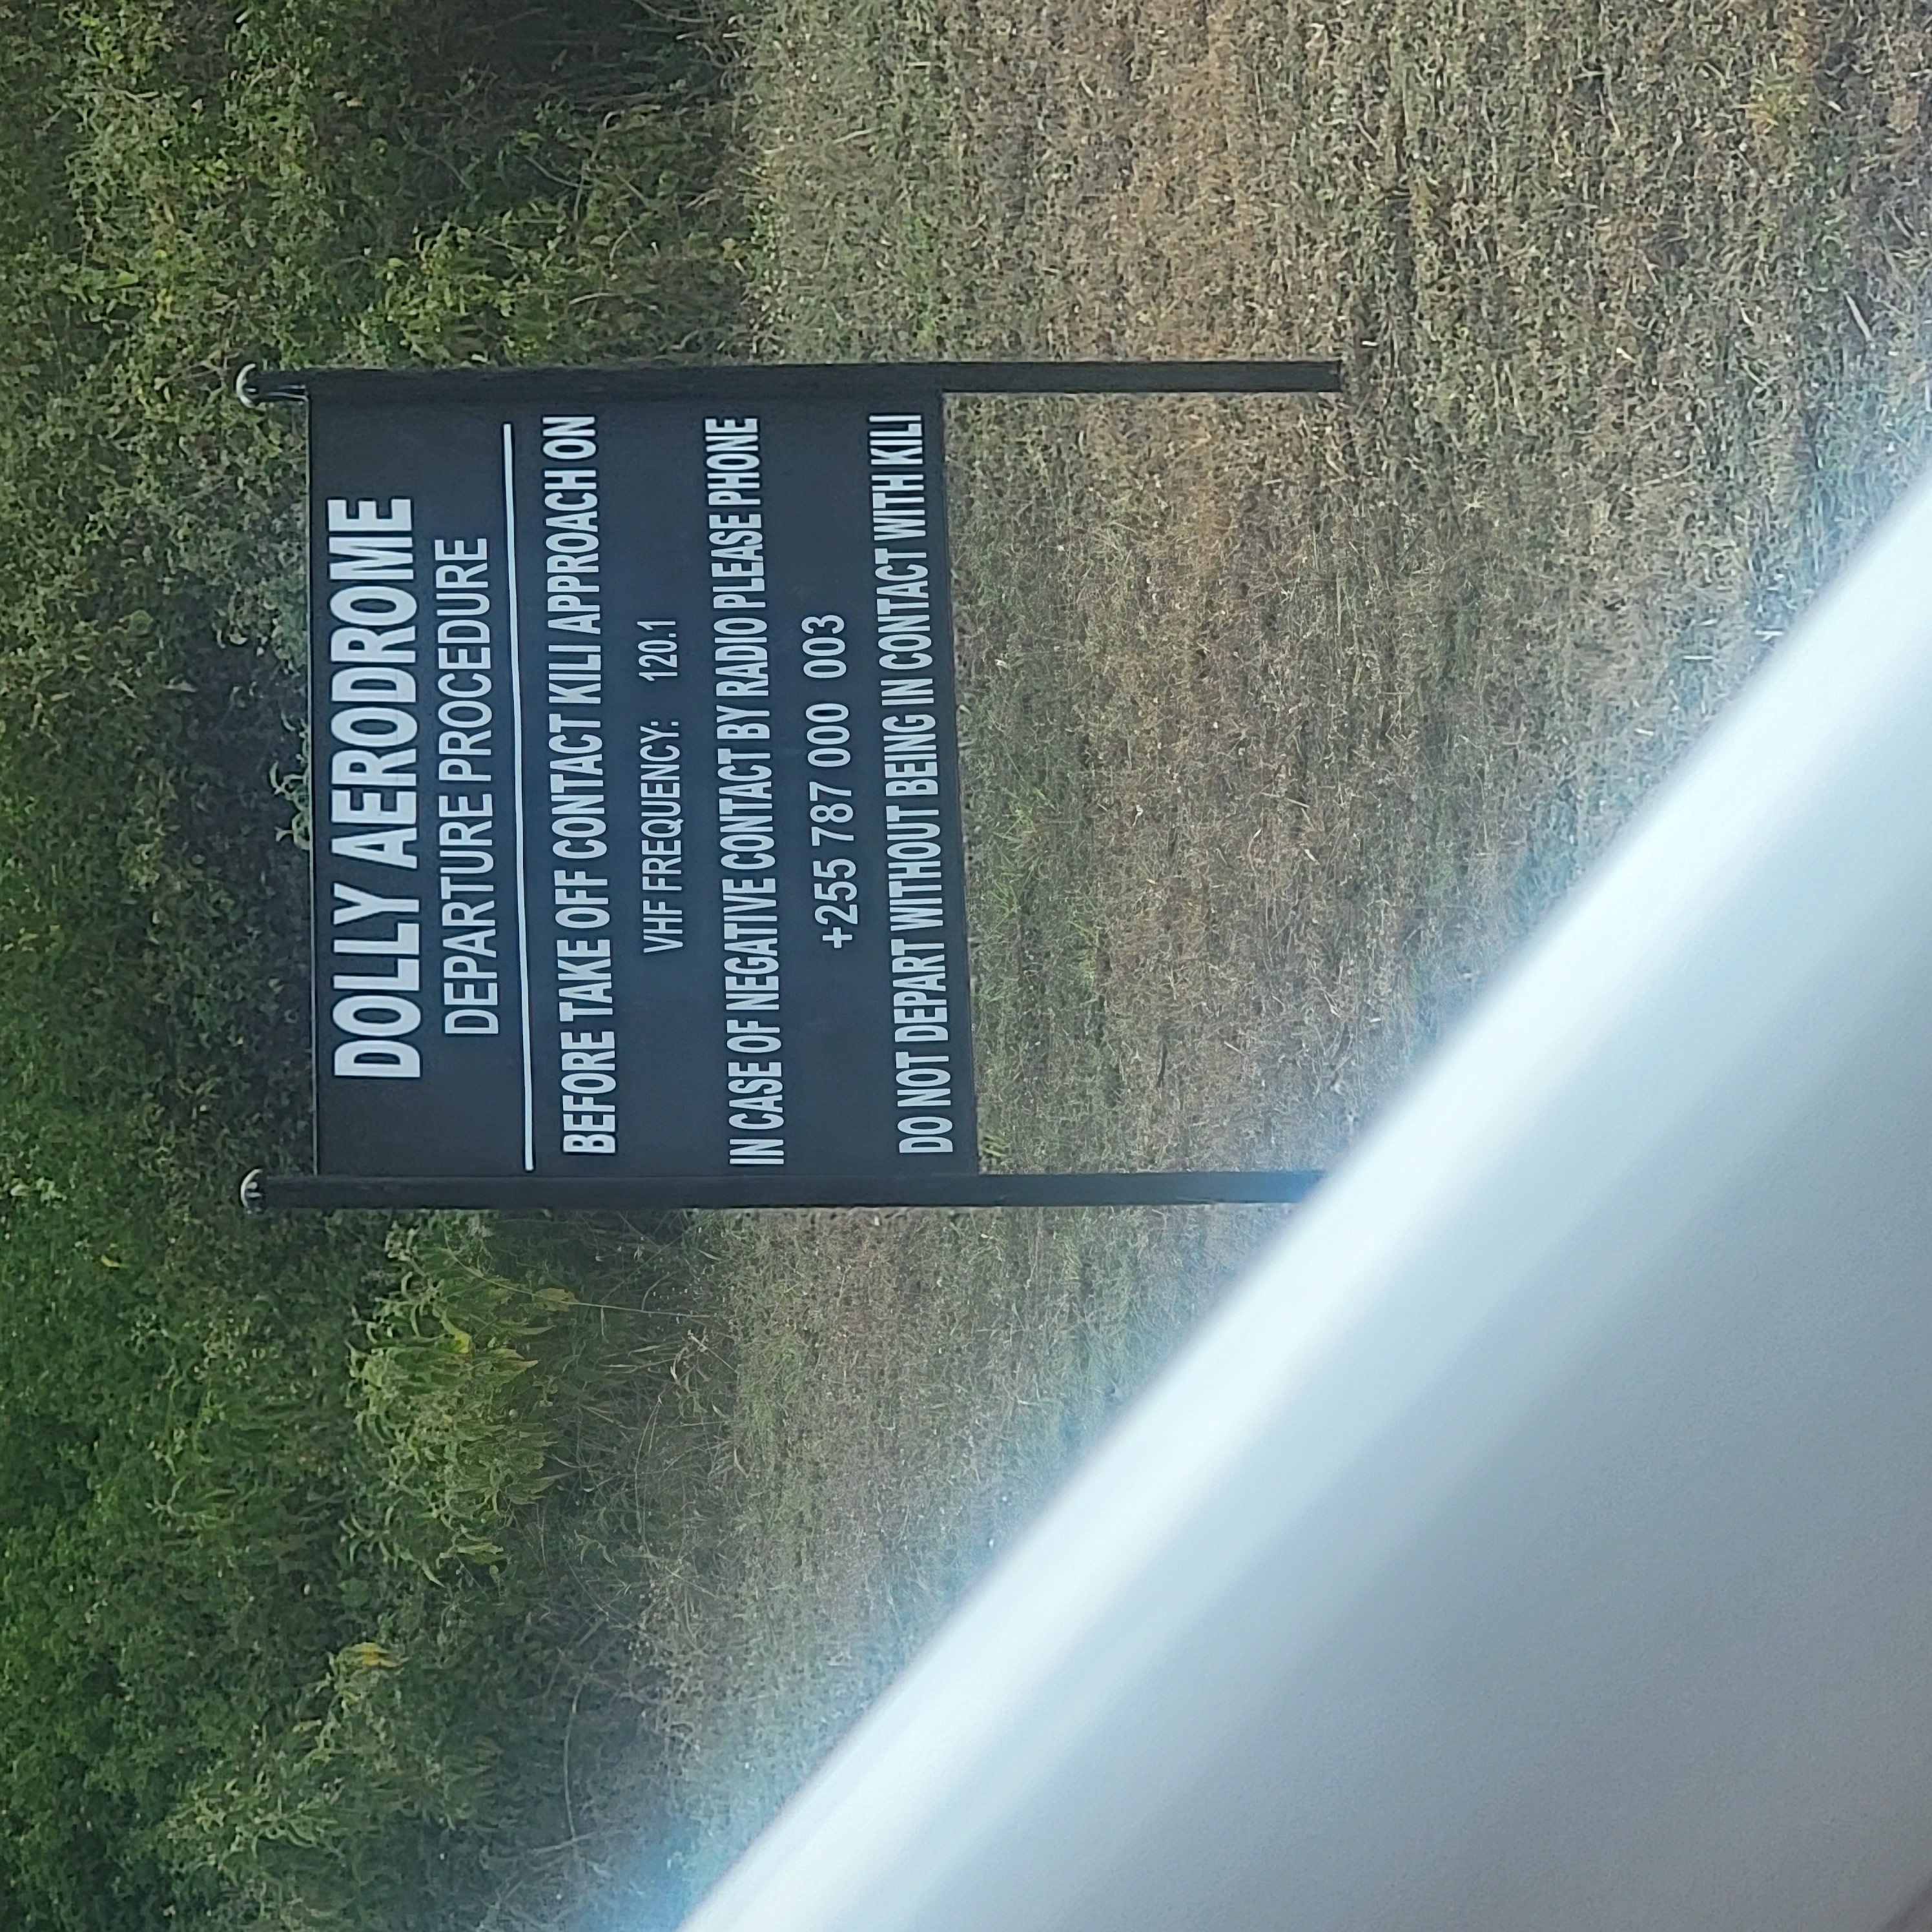 DOLLY AERODROME
DEPARTURE PROCEDURE
BEFORE TAKE OFF CONTACT KILI APPROACH ON
VHF FREQUENCY: 120.1
IN CASE OF NEGATIVE CONTACT BY RADIO PLEASE PHONE
+255 787 000 003
DO NOT DEPART WITHOUT BEING IN CONTACT WITH KILI